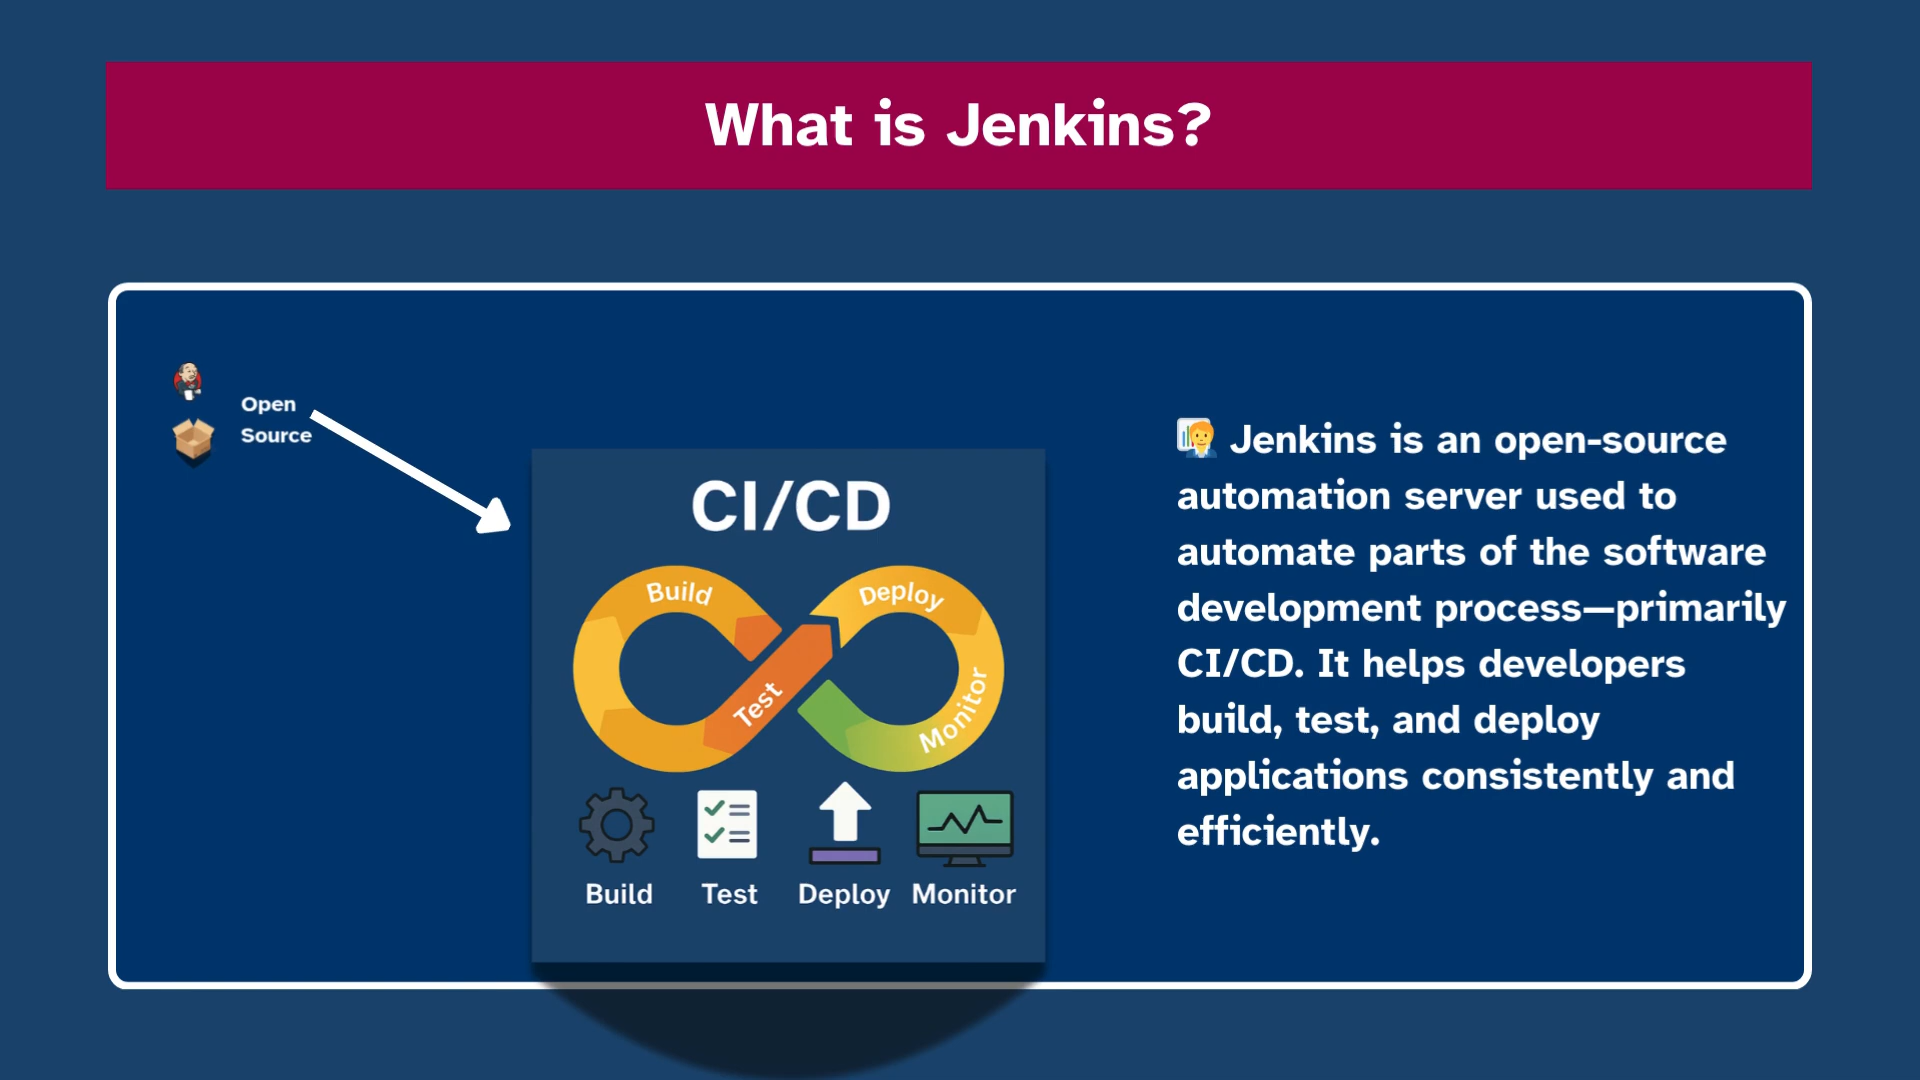 What is Jenkins?
Open
Source
CI/CD
Build
Deploy
Test
Monitor
Build
Test
Deploy
Monitor
Jenkins is an open-source
automation server used to
automate parts of the software
development process—primarily
CI/CD. It helps developers
build, test, and deploy
applications consistently and
efficiently.